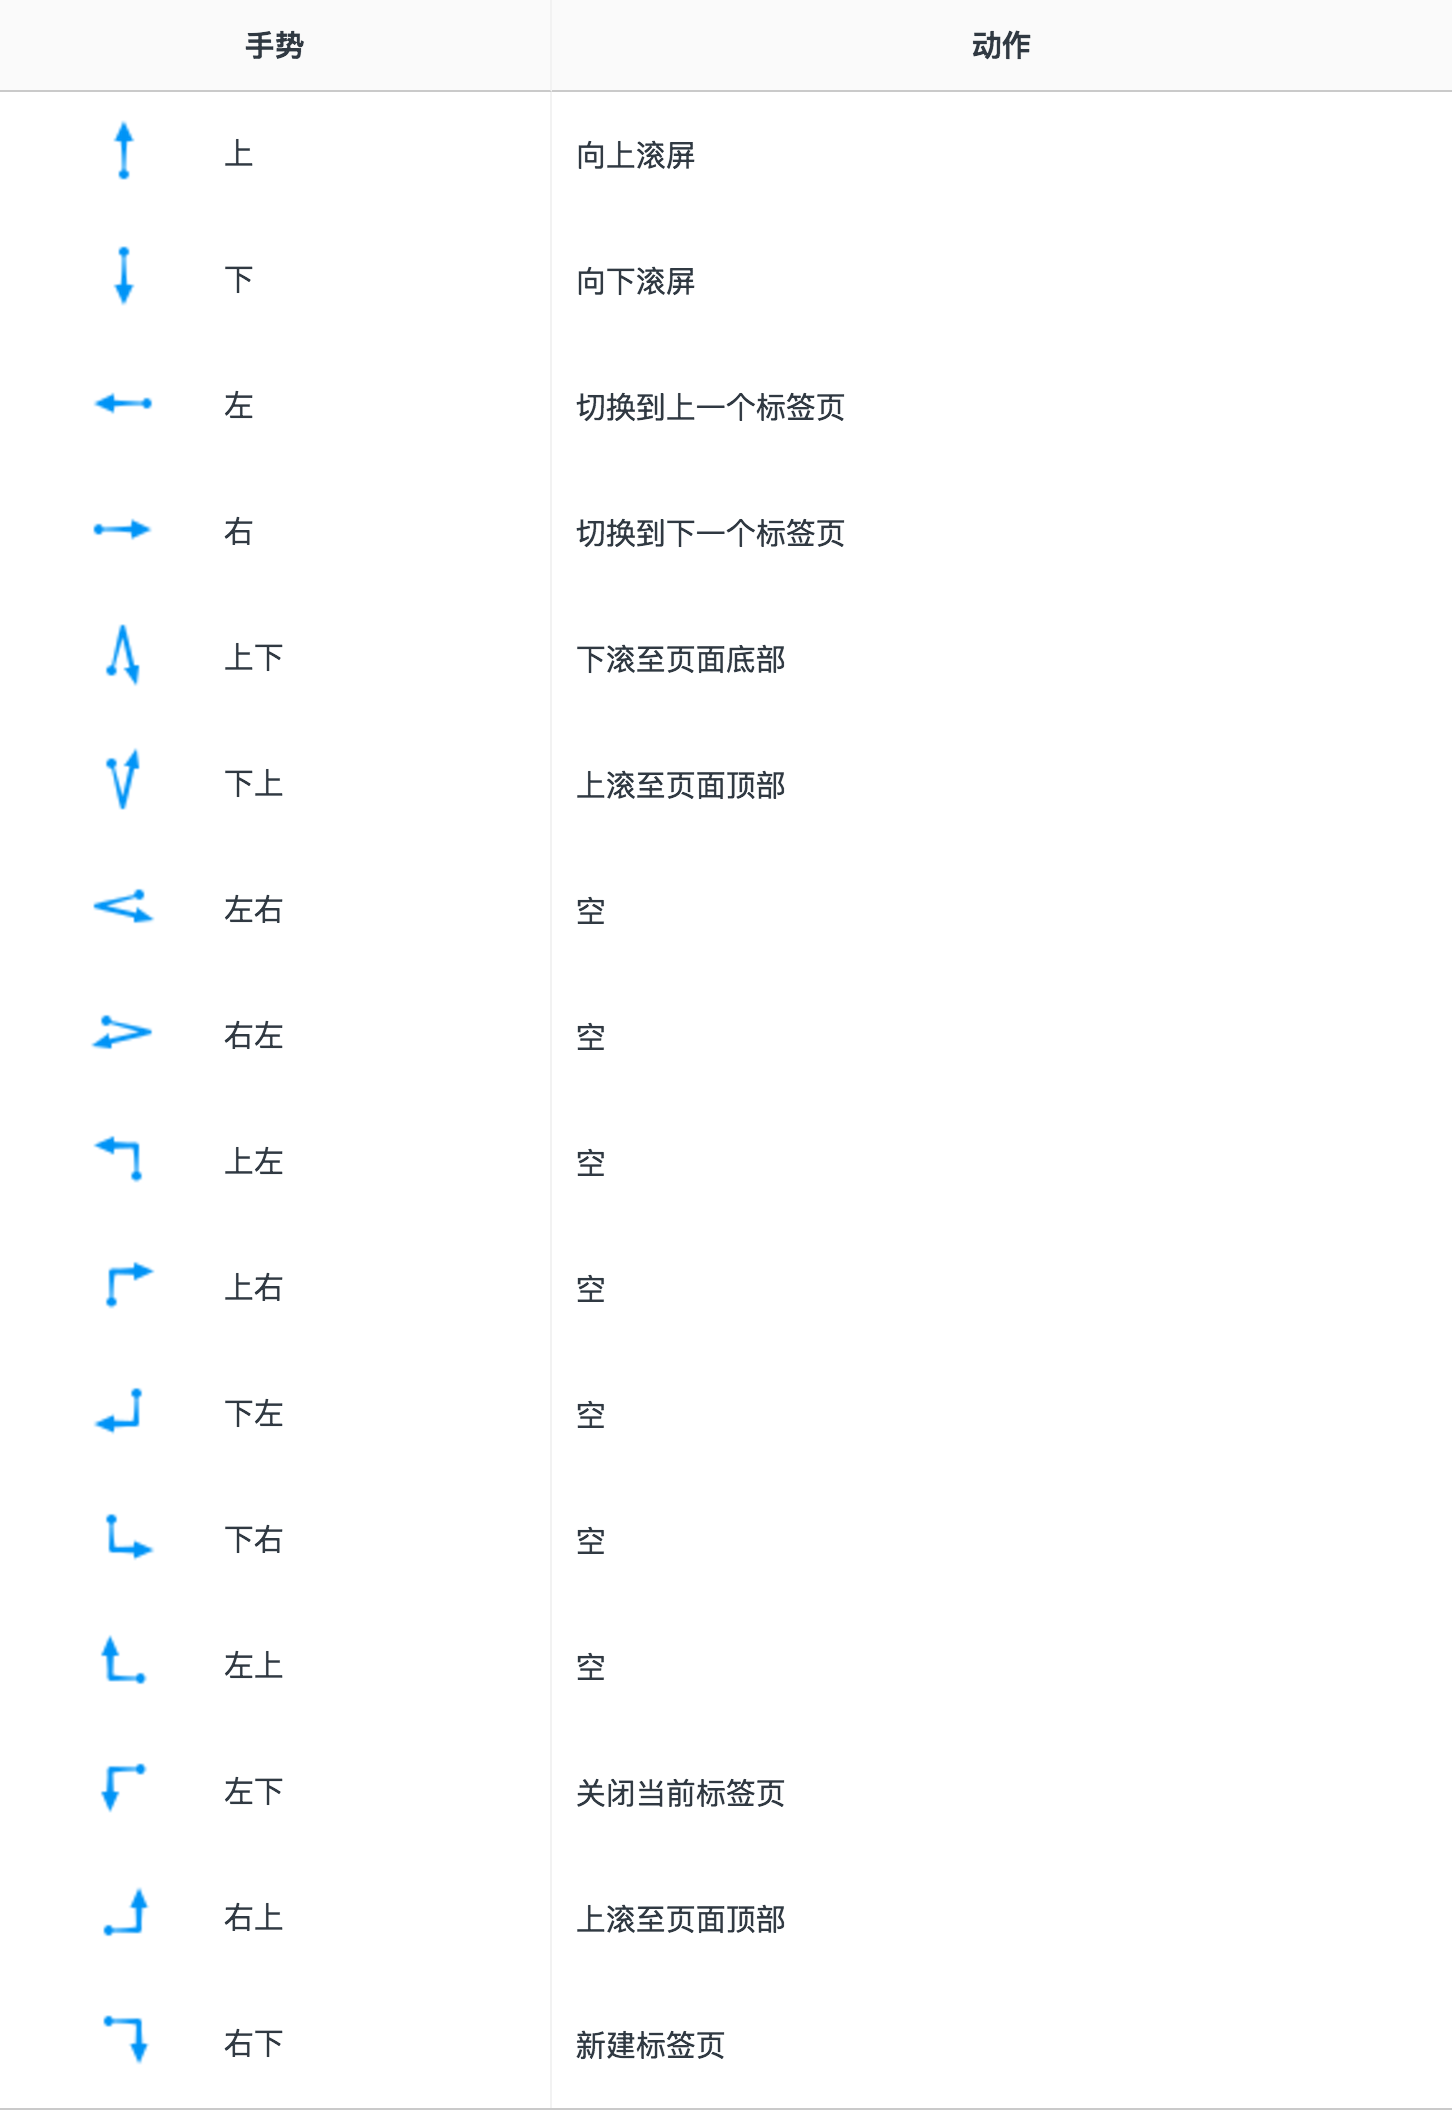 手势 动作
上 向上滚屏
下 向下滚屏
左 切换到上一个标签页
右 切换到下一个标签页
上下 下滚至页面底部
下上 上滚至页面顶部
左右 空
右左 空
上左 空
上右 空
下左 空
下右 空
左上 空
左下 关闭当前标签页
右上 上滚至页面顶部
右下 新建标签页